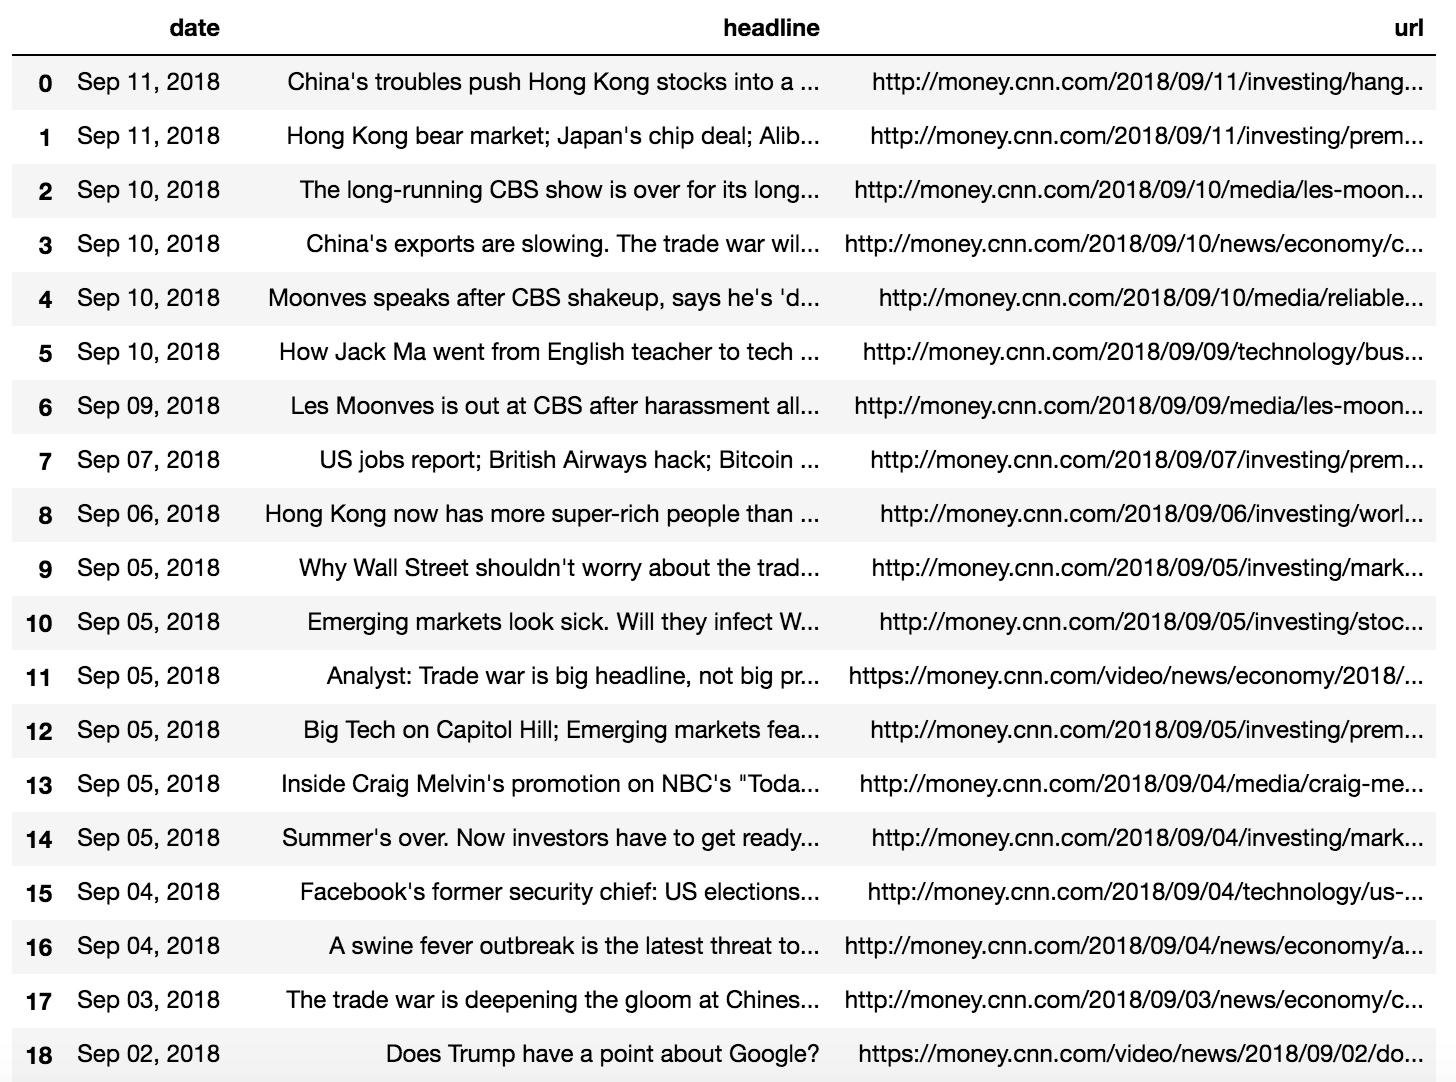 date headline url
0 Sep 11, 2018 China's troubles push Hong Kong stocks into a ... http://money.cnn.com/2018/09/11/investing/hang...
1 Sep 11, 2018 Hong Kong bear market; Japan's chip deal; Alib... http://money.cnn.com/2018/09/11/investing/prem...
2 Sep 10, 2018 The long-running CBS show is over for its long... http://money.cnn.com/2018/09/10/media/les-moon...
3 Sep 10, 2018 China's exports are slowing. The trade war wil... http://money.cnn.com/2018/09/10/news/economy/c...
4 Sep 10, 2018 Moonves speaks after CBS shakeup, says he's 'd... http://money.cnn.com/2018/09/10/media/reliable...
5 Sep 10, 2018 How Jack Ma went from English teacher to tech ... http://money.cnn.com/2018/09/09/technology/bus...
6 Sep 09, 2018 Les Moonves is out at CBS after harassment all... http://money.cnn.com/2018/09/09/media/les-moon...
7 Sep 07, 2018 US jobs report; British Airways hack; Bitcoin ... http://money.cnn.com/2018/09/07/investing/prem...
8 Sep 06, 2018 Hong Kong now has more super-rich people than ... http://money.cnn.com/2018/09/06/investing/worl...
9 Sep 05, 2018 Why Wall Street shouldn't worry about the trad... http://money.cnn.com/2018/09/05/investing/mark...
10 Sep 05, 2018 Emerging markets look sick. Will they infect W... http://money.cnn.com/2018/09/05/investing/stoc...
11 Sep 05, 2018 Analyst: Trade war is big headline, not big pr... https://money.cnn.com/video/news/economy/2018/...
12 Sep 05, 2018 Big Tech on Capitol Hill; Emerging markets fea... http://money.cnn.com/2018/09/05/investing/prem...
13 Sep 05, 2018 Inside Craig Melvin's promotion on NBC's "Toda... http://money.cnn.com/2018/09/04/media/craig-me...
14 Sep 05, 2018 Summer's over. Now investors have to get ready... http://money.cnn.com/2018/09/04/investing/mark...
15 Sep 04, 2018 Facebook's former security chief: US elections... http://money.cnn.com/2018/09/04/technology/us-...
16 Sep 04, 2018 A swine fever outbreak is the latest threat to... http://money.cnn.com/2018/09/04/news/economy/a...
17 Sep 03, 2018 The trade war is deepening the gloom at Chines... http://money.cnn.com/2018/09/03/news/economy/c...
18 Sep 02, 2018 Does Trump have a point about Google? https://money.cnn.com/video/news/2018/09/02/do...